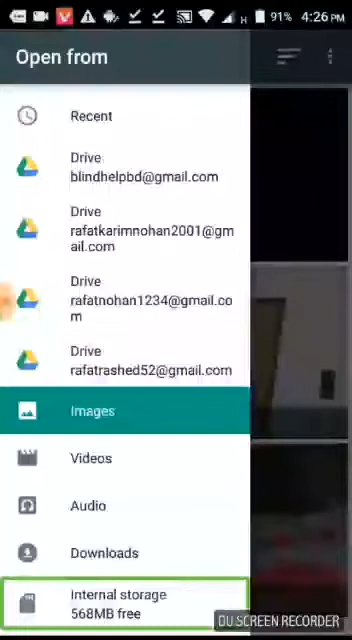 H 91% 4:26 PM
Open from
Recent
Drive
blindhelpbd@gmail.com
Drive
rafatkarimnohan2001@gm
ail.com
Drive
rafatnohan1234@gmail.co
m
Drive
rafatrashed52@gmail.com
Images
Videos
Audio
Downloads
Internal storage
568MB free
DU SCREEN RECORDER